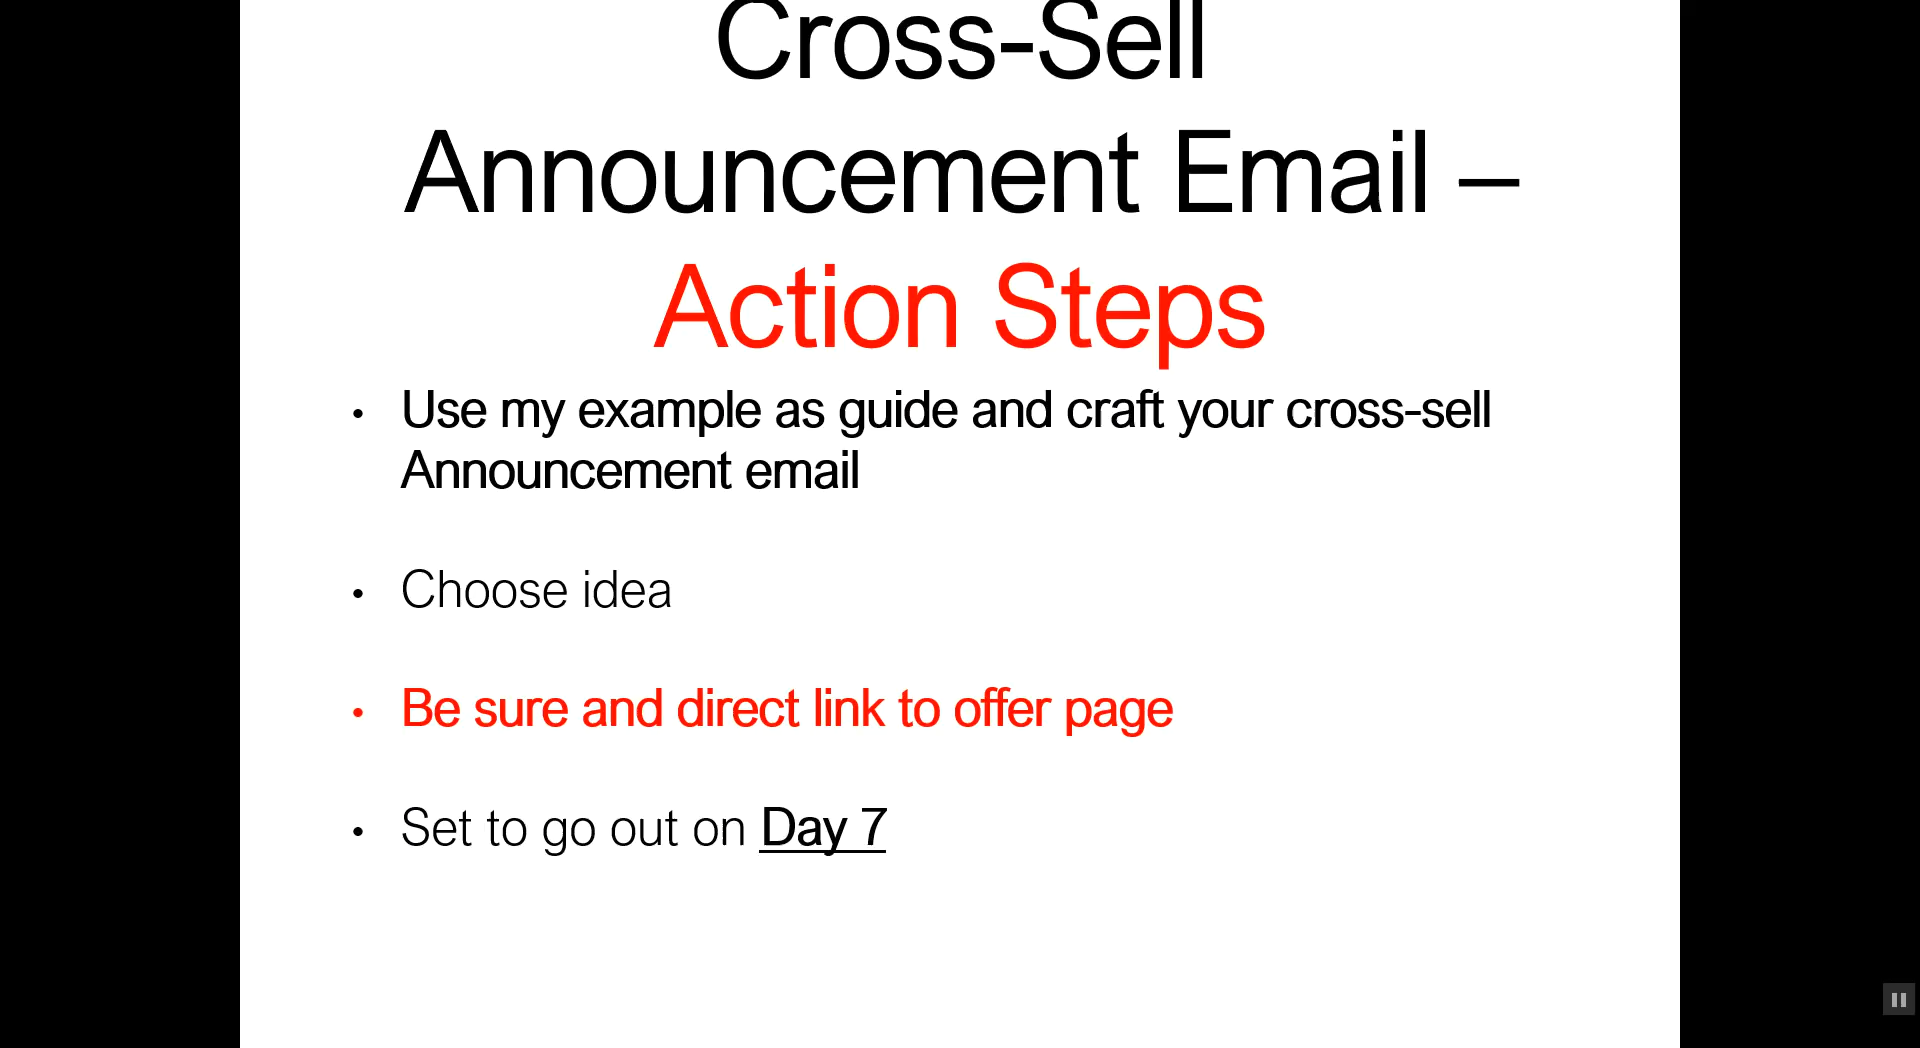 Cross-Sell
Announcement Email –
Action Steps
• Use my example as guide and craft your cross-sell
Announcement email
• Choose idea
• Be sure and direct link to offer page
• Set to go out on Day 7